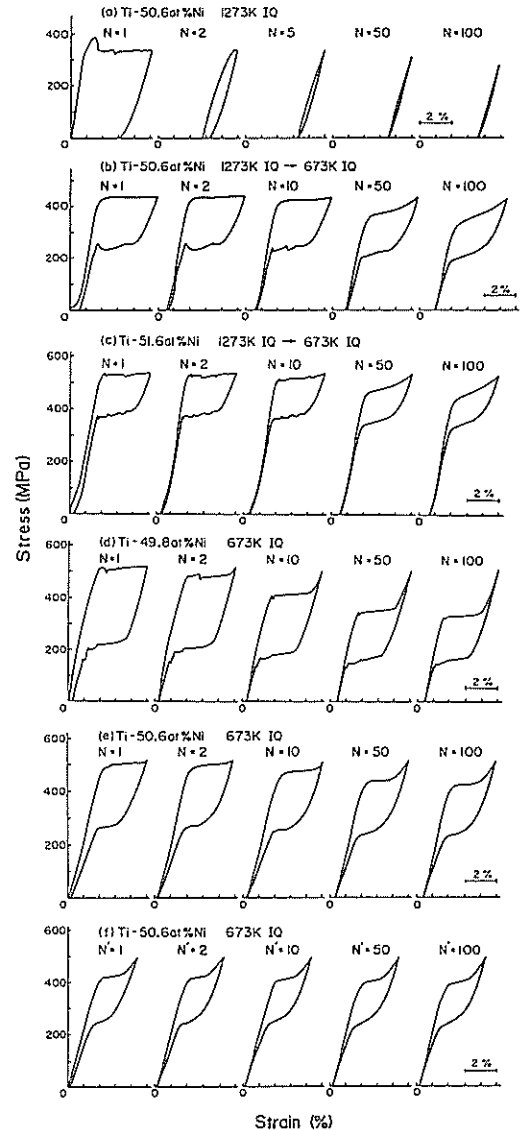 (a) Ti-50.6at%Ni 1273K IQ
N=1 N=2 N=5 N=50 N=100
400
200
0 0 0 0 0
2 %
(b) Ti-50.6at%Ni 1273K IQ → 673K IQ
N=1 N=2 N=10 N=50 N=100
400
200
0 0 0 0 0
2 %
(c) Ti-51.6at%Ni 1273K IQ → 673K IQ
600
N=1 N=2 N=10 N=50 N=100
400
200
0 0 0 0 0
2 %
Stress (MPa)
(d) Ti-49.8at%Ni 673K IQ
600
N=1 N=2 N=10 N=50 N=100
400
200
0 0 0 0 0
2 %
(e) Ti-50.6at%Ni 673K IQ
600
N=1 N=2 N=10 N=50 N=100
400
200
0 0 0 0 0
2 %
(f) Ti-50.6at%Ni 673K IQ
N'=1 N'=2 N'=10 N'=50 N'=100
400
200
0 0 0 0 0
2 %
Strain (%)